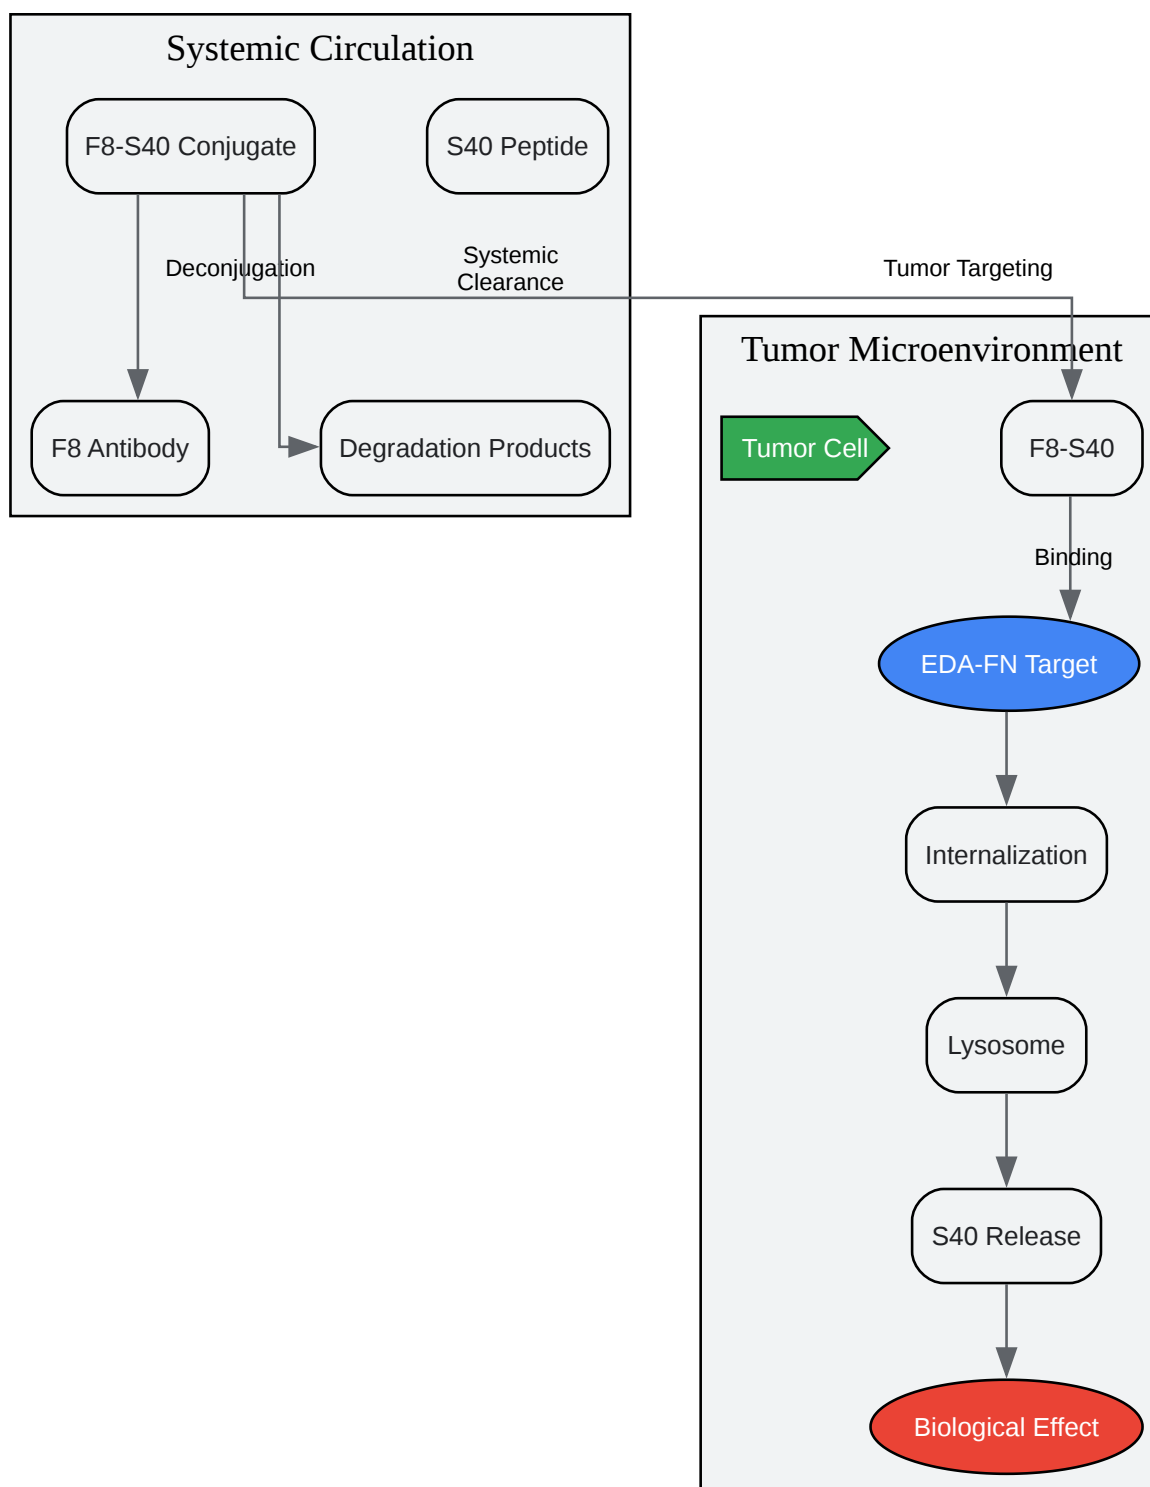 Systemic Circulation
F8-S40 Conjugate
S40 Peptide
Deconjugation
Systemic
Clearance
Tumor Targeting
F8 Antibody
Degradation Products
Tumor Microenvironment
Tumor Cell
F8-S40
Binding
EDA-FN Target
Internalization
Lysosome
S40 Release
Biological Effect